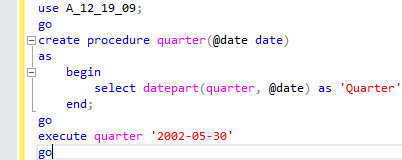 use A_12_19_09;
go
create procedure quarter(@date date)
as
begin
select datepart(quarter, @date) as 'Quarter'
end;
go
execute quarter '2002-05-30'
go